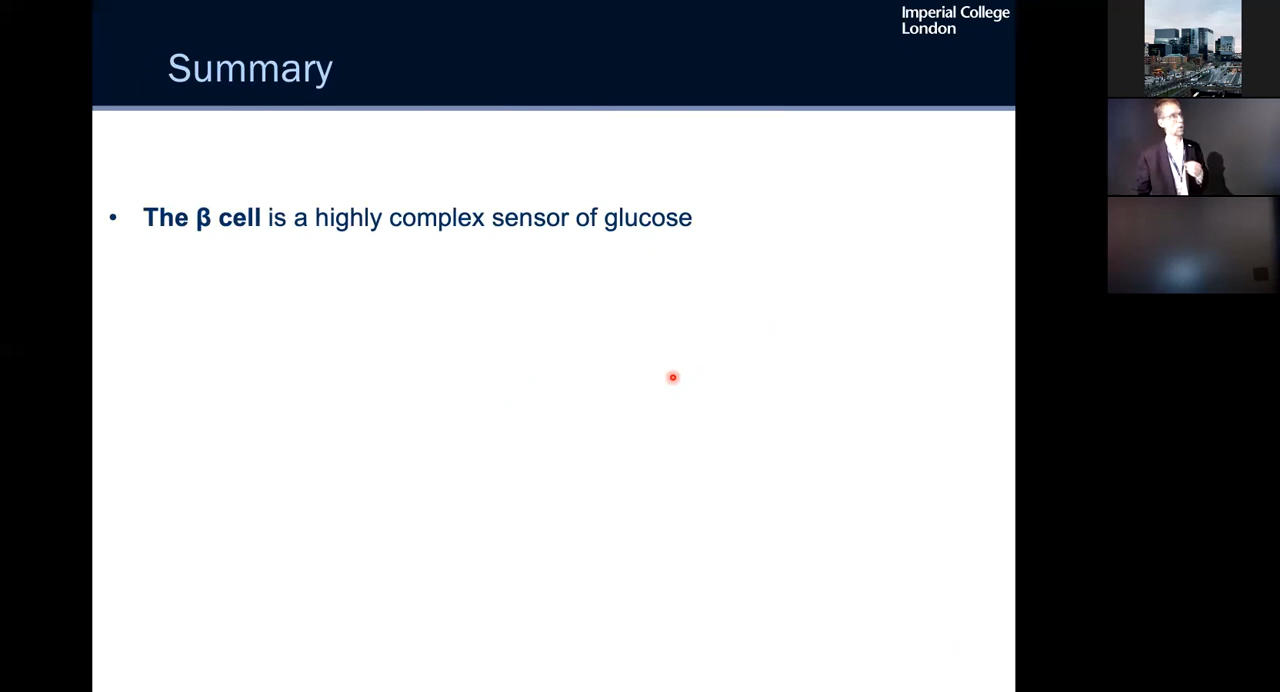 Imperial College
London
Summary
• The β cell is a highly complex sensor of glucose